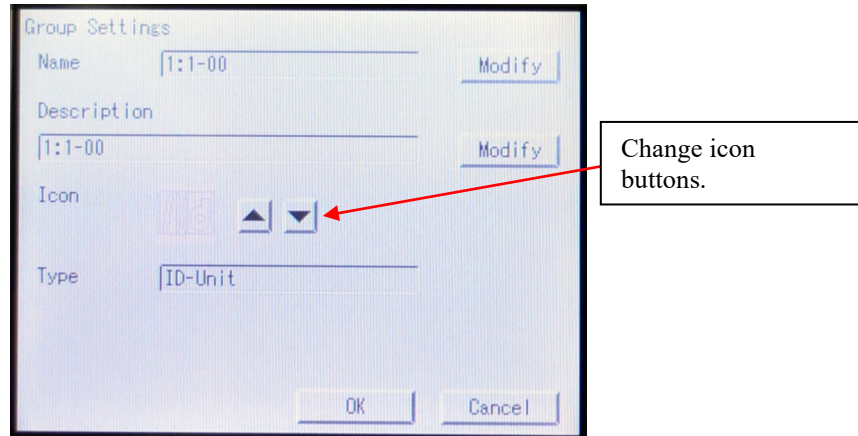 Group Settings
Name 1:1-00 Modify
Description
1:1-00 Modify
Icon
Type ID-Unit
OK Cancel
Change icon
buttons.